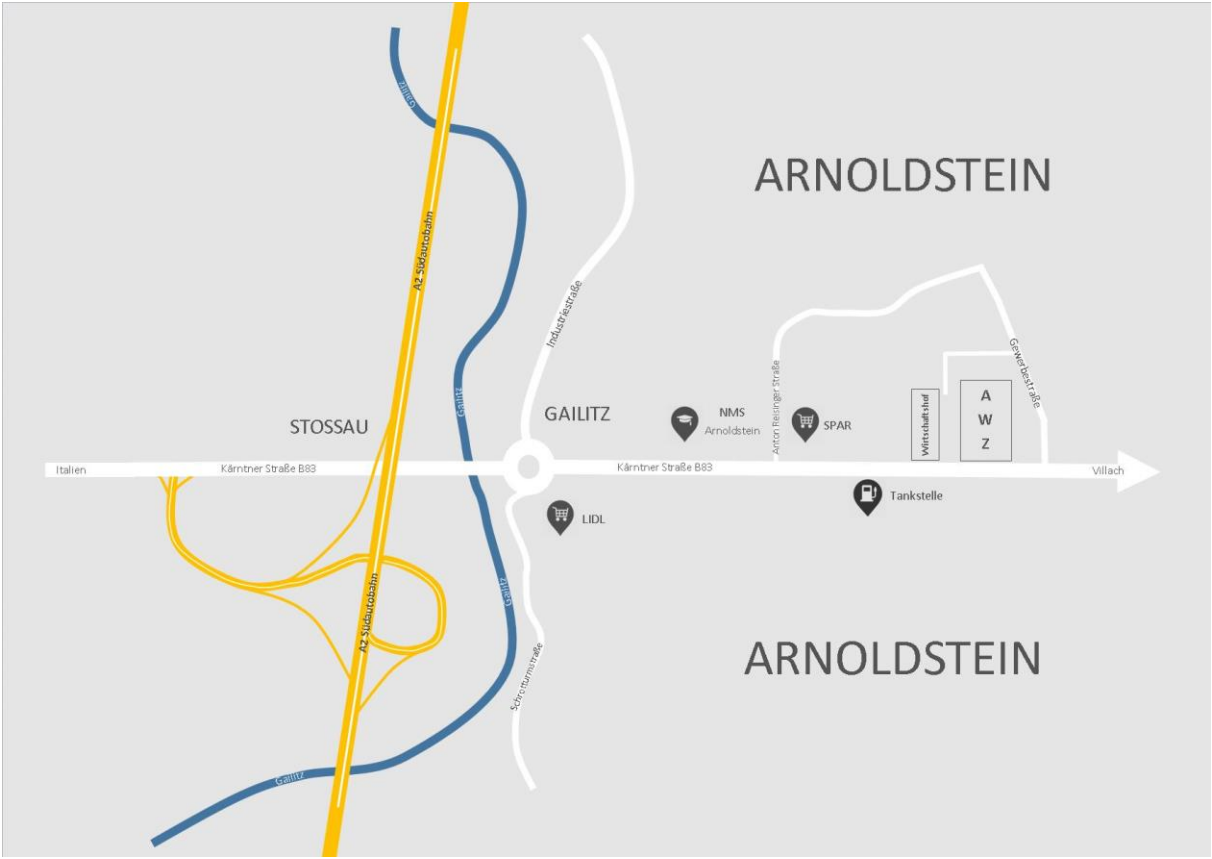 Gailitz
ARNOLDSTEIN
A2 Südautobahn
Industriestraße
Gewerbestraße
Anton Reisinger Straße
Gailitz
STOSSAU
GAILITZ
NMS
Arnoldstein
SPAR
Wirtschaftshof
A
W
Z
Italien
Kärntner Straße B83
Kärntner Straße B83
Villach
Tankstelle
LIDL
A2 Südautobahn
Gailitz
Schrotturmstraße
ARNOLDSTEIN
Gailitz